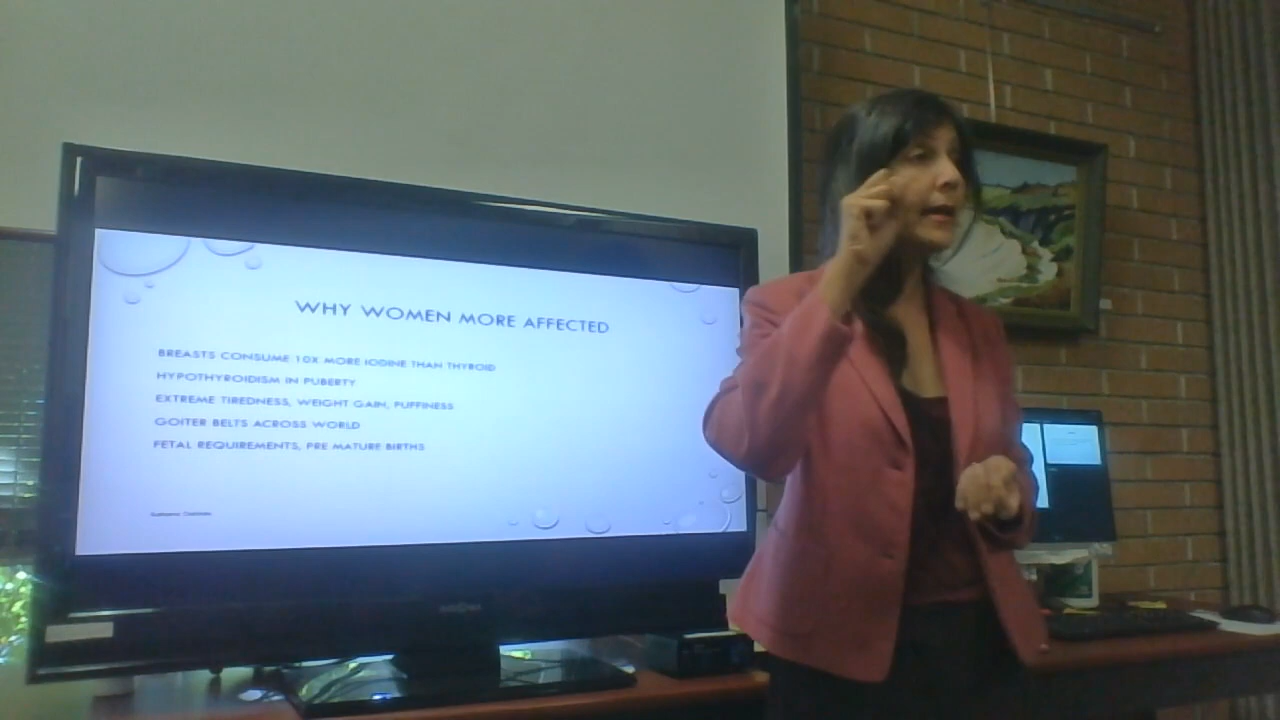 WHY WOMEN MORE AFFECTED
BREASTS CONSUME 10X MORE IODINE THAN THYROID
HYPOTHYROIDISM IN PUBERTY
EXTREME TIREDNESS, WEIGHT GAIN, PUFFINESS
GOITER BELTS ACROSS WORLD
FETAL REQUIREMENTS, PRE MATURE BIRTHS